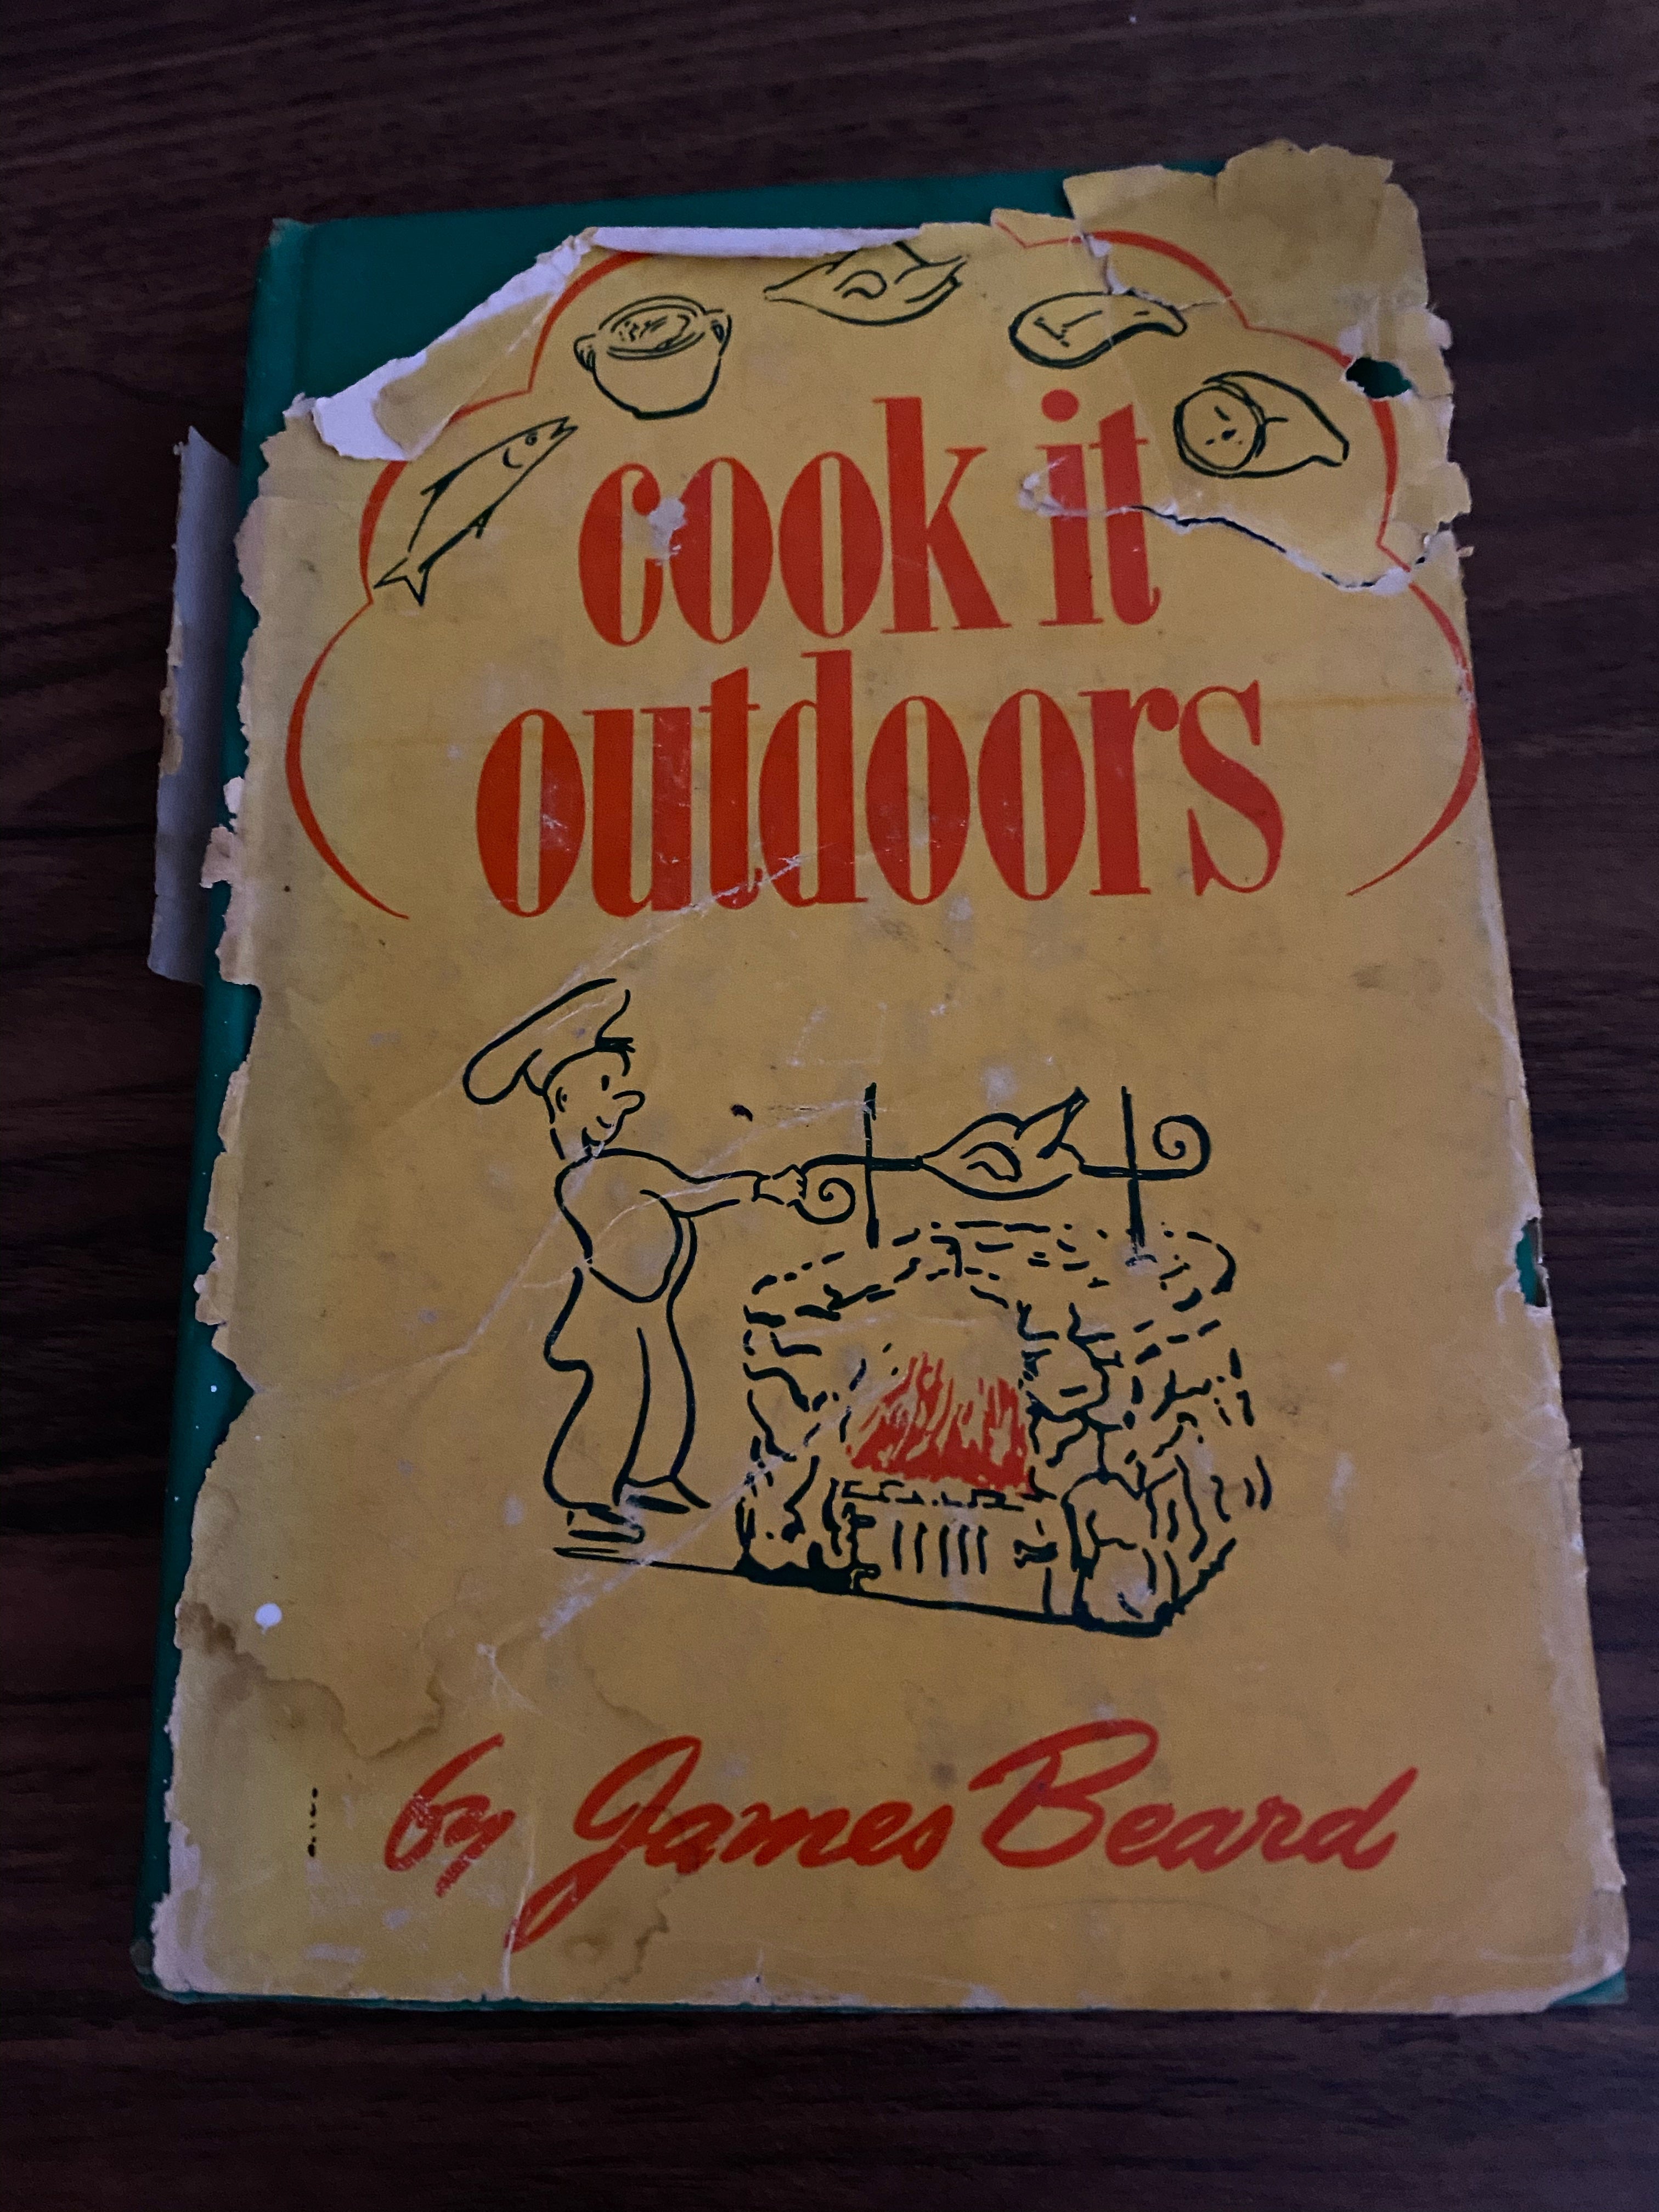 cook it
outdoors
by James Beard